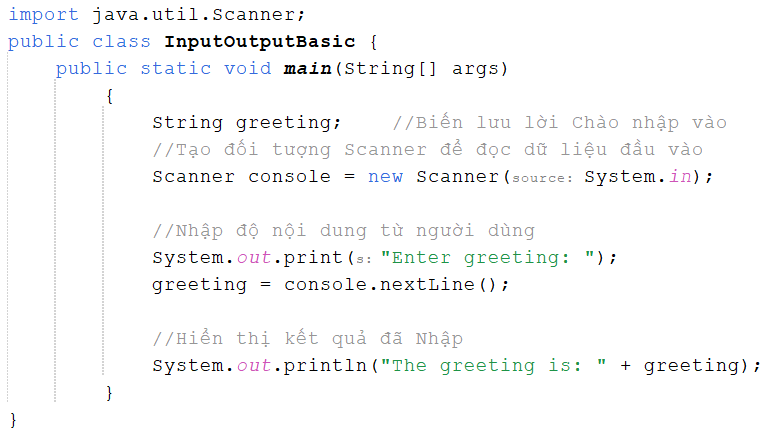 import java.util.Scanner;
public class InputOutputBasic {
public static void main(String[] args)
{
String greeting; //Biến lưu lời Chào nhập vào
//Tạo đối tượng Scanner để đọc dữ liệu đầu vào
Scanner console = new Scanner(source: System.in);
//Nhập độ nội dung từ người dùng
System.out.print(s: "Enter greeting: ");
greeting = console.nextLine();
//Hiển thị kết quả đã Nhập
System.out.println("The greeting is: " + greeting);
}
}